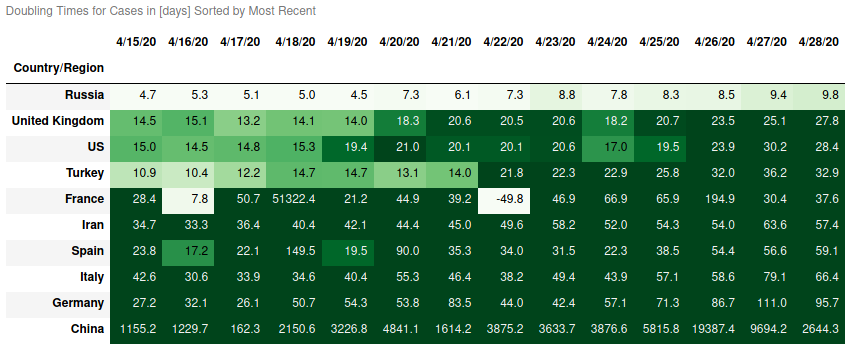 Doubling Times for Cases in [days] Sorted by Most Recent
4/15/20 4/16/20 4/17/20 4/18/20 4/19/20 4/20/20 4/21/20 4/22/20 4/23/20 4/24/20 4/25/20 4/26/20 4/27/20 4/28/20
Country/Region
Russia 4.7 5.3 5.1 5.0 4.5 7.3 6.1 7.3 8.8 7.8 8.3 8.5 9.4 9.8
United Kingdom 14.5 15.1 13.2 14.1 14.0 18.3 20.6 20.5 20.6 18.2 20.7 23.5 25.1 27.8
US 15.0 14.5 14.8 15.3 19.4 21.0 20.1 20.1 20.6 17.0 19.5 23.9 30.2 28.4
Turkey 10.9 10.4 12.2 14.7 14.7 13.1 14.0 21.8 22.3 22.9 25.8 32.0 36.2 32.9
France 28.4 7.8 50.7 51322.4 21.2 44.9 39.2 -49.8 46.9 66.9 65.9 194.9 30.4 37.6
Iran 34.7 33.3 36.4 40.4 42.1 44.4 45.0 49.6 58.2 52.0 54.3 54.0 63.6 57.4
Spain 23.8 17.2 22.1 149.5 19.5 90.0 35.3 34.0 31.5 22.3 38.5 54.4 56.6 59.1
Italy 42.6 30.6 33.9 34.6 40.4 55.3 46.4 38.2 49.4 43.9 57.1 58.6 79.1 66.4
Germany 27.2 32.1 26.1 50.7 54.3 53.8 83.5 44.0 42.4 57.1 71.3 86.7 111.0 95.7
China 1155.2 1229.7 162.3 2150.6 3226.8 4841.1 1614.2 3875.2 3633.7 3876.6 5815.8 19387.4 9694.2 2644.3